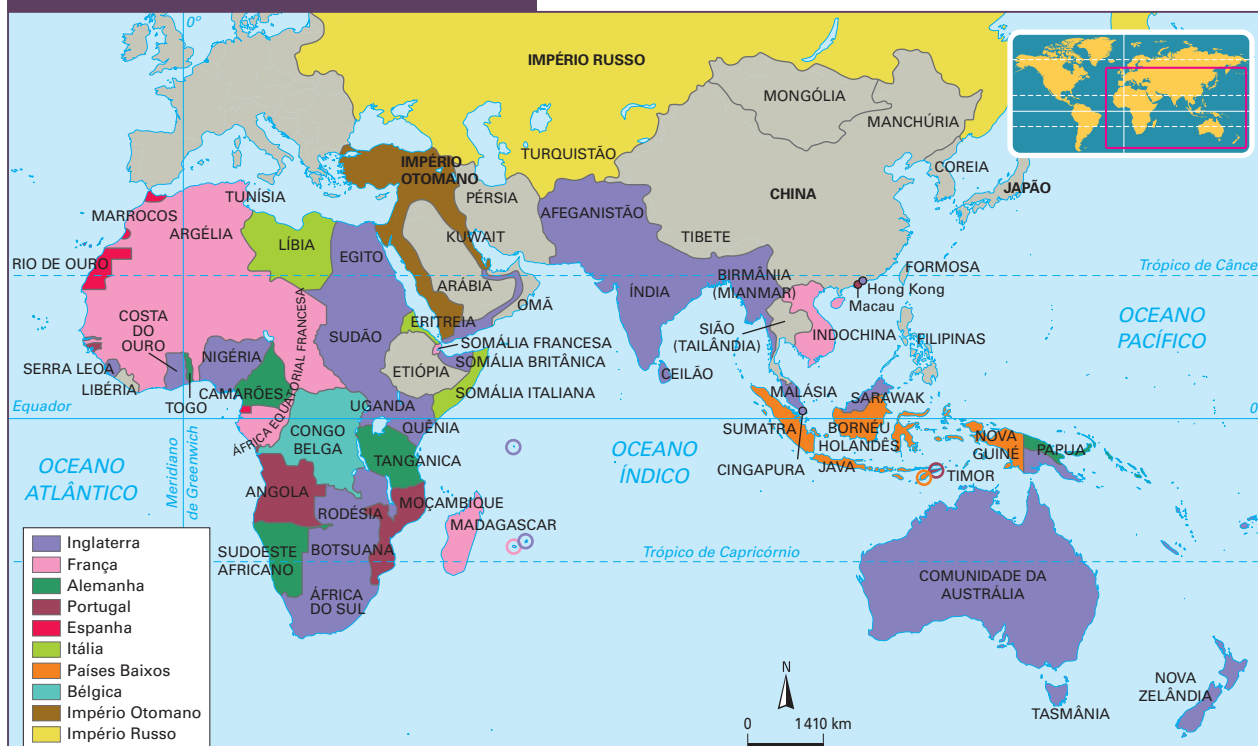 0º
IMPÉRIO RUSSO
MONGÓLIA
MANCHÚRIA
TURQUISTÃO
COREIA
JAPÃO
IMPÉRIO
OTOMANO
PÉRSIA
CHINA
TUNÍSIA
MARROCOS
ARGÉLIA
AFEGANISTÃO
KUWAIT
TIBETE
LÍBIA
EGITO
RIO DE OURO
FORMOSA
Trópico de Cânce
BIRMÂNIA
(MIANMAR)
ARÁBIA
ÍNDIA
Hong Kong
Macau
OMÃ
COSTA
DO
OURO
ERITREIA
OCEANO
PACÍFICO
SUDÃO
SIÃO
(TAILÂNDIA)
INDOCHINA
FILIPINAS
SOMÁLIA FRANCESA
NIGÉRIA
SOMÁLIA BRITÂNICA
SERRA LEOA
ETIÓPIA
CEILÃO
LIBÉRIA
CAMARÕES
SOMÁLIA ITALIANA
MALÁSIA
SARAWAK
TOGO
ÁFRICA EQUATORIAL FRANCESA
Equador
UGANDA
0
QUÊNIA
CONGO
BELGA
SUMATRA
BORNÉU
HOLANDÊS
NOVA
GUINÉ
PAPUA
OCEANO
ATLÂNTICO
Meridiano
de Greenwich
TANGANICA
OCEANO
ÍNDICO
CINGAPURA
JAVA
TIMOR
ANGOLA
MOÇAMBIQUE
RODÉSIA
MADAGASCAR
SUDOESTE
AFRICANO
BOTSUANA
Trópico de Capricórnio
ÁFRICA
DO SUL
COMUNIDADE DA
AUSTRÁLIA
NOVA
ZELÂNDIA
TASMÂNIA
Inglaterra
França
Alemanha
Portugal
Espanha
Itália
Países Baixos
Bélgica
Império Otomano
Império Russo
N
0
1 410 km